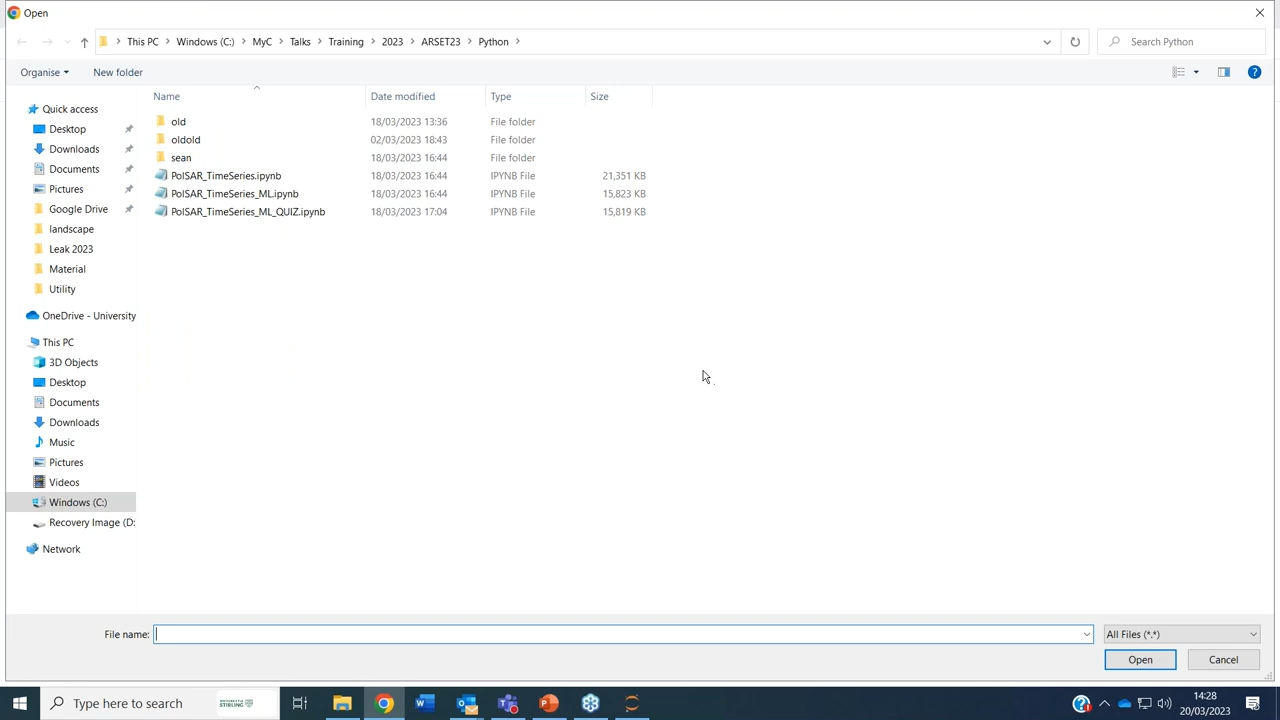 Open
This PC > Windows (C:) > MyC > Talks > Training > 2023 > ARSET23 > Python >
Search Python
Organise
New folder
Name
Date modified
Type
Size
Quick access
Desktop
Downloads
Documents
Pictures
Google Drive
landscape
Leak 2023
Material
Utility
OneDrive - University
This PC
3D Objects
Desktop
Documents
Downloads
Music
Pictures
Videos
Windows (C:)
Recovery Image (D:
Network
old 18/03/2023 13:36 File folder
oldold 02/03/2023 18:43 File folder
sean 18/03/2023 16:44 File folder
PolSAR_TimeSeries.ipynb 18/03/2023 16:44 IPYNB File 21,351 KB
PolSAR_TimeSeries_ML.ipynb 18/03/2023 16:44 IPYNB File 15,823 KB
PolSAR_TimeSeries_ML_QUIZ.ipynb 18/03/2023 17:04 IPYNB File 15,819 KB
File name:
All Files (*.*)
Open
Cancel
Type here to search
STIRLING
14:28
20/03/2023